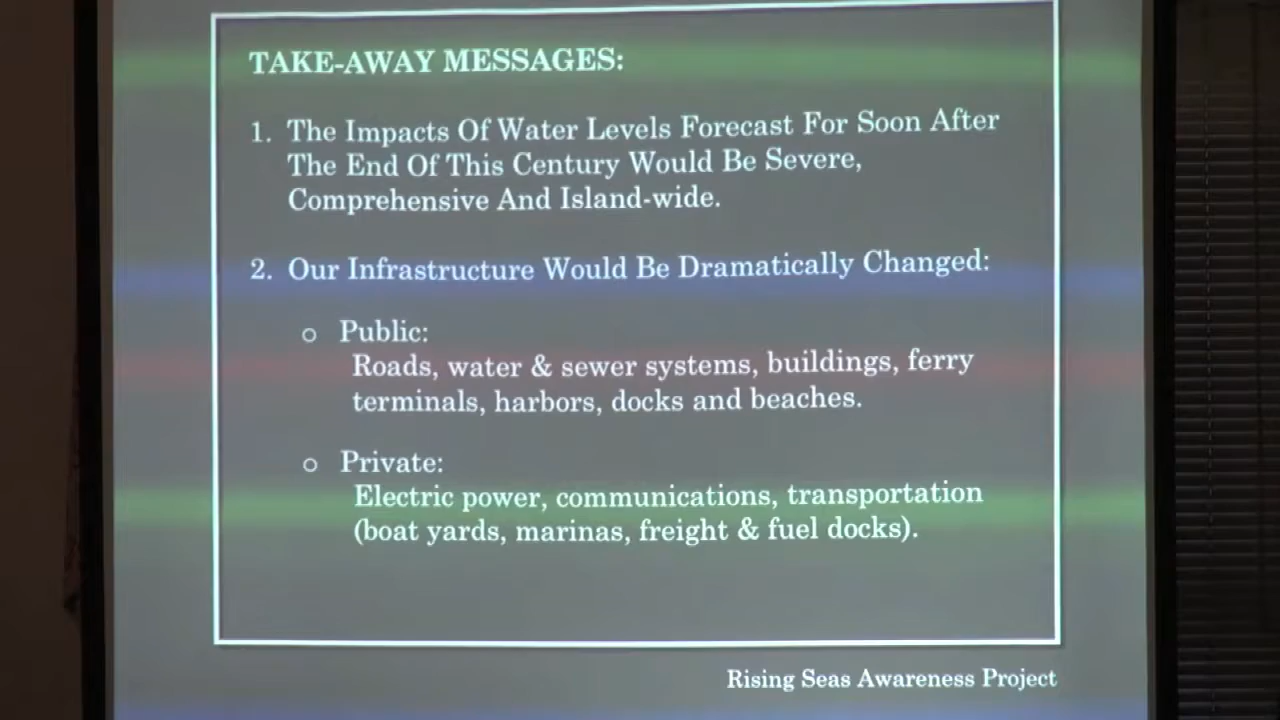 TAKE-AWAY MESSAGES:
1. The Impacts Of Water Levels Forecast For Soon After
The End Of This Century Would Be Severe,
Comprehensive And Island-wide.
2. Our Infrastructure Would Be Dramatically Changed:
o Public:
Roads, water & sewer systems, buildings, ferry
terminals, harbors, docks and beaches.
o Private:
Electric power, communications, transportation
(boat yards, marinas, freight & fuel docks).
Rising Seas Awareness Project